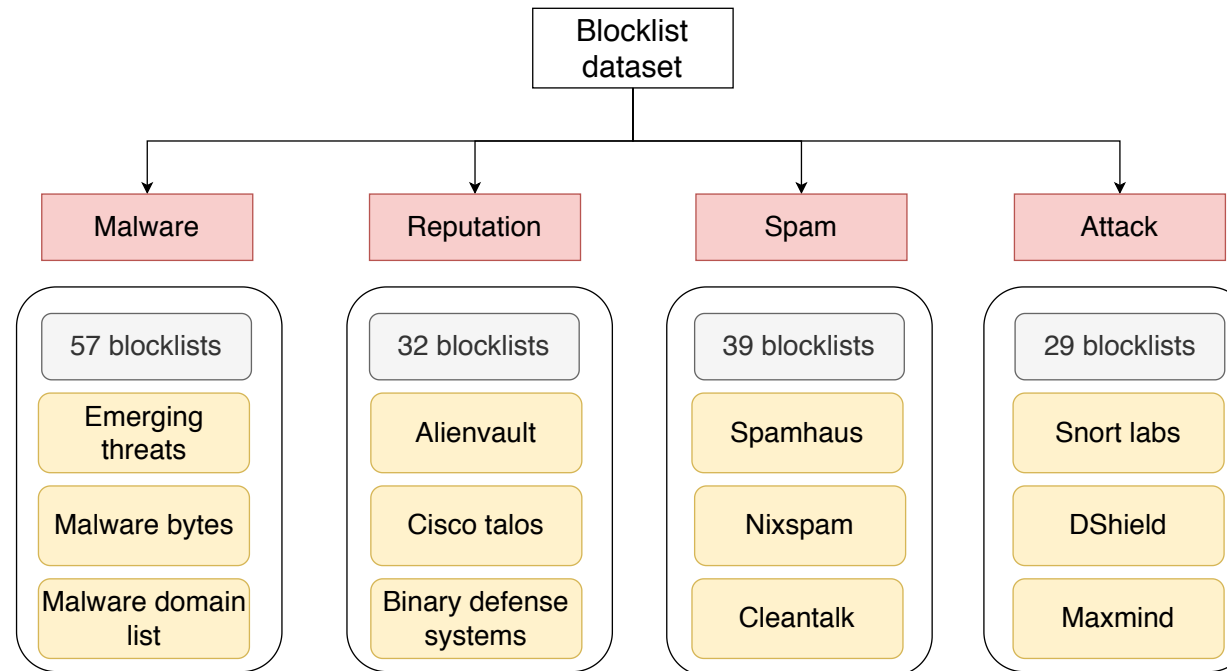 Blocklist
dataset
Malware
Reputation
Spam
Attack
57 blocklists
32 blocklists
39 blocklists
29 blocklists
Emerging
threats
Alienvault
Spamhaus
Snort labs
Malware bytes
Cisco talos
Nixspam
DShield
Malware domain
list
Binary defense
systems
Cleantalk
Maxmind